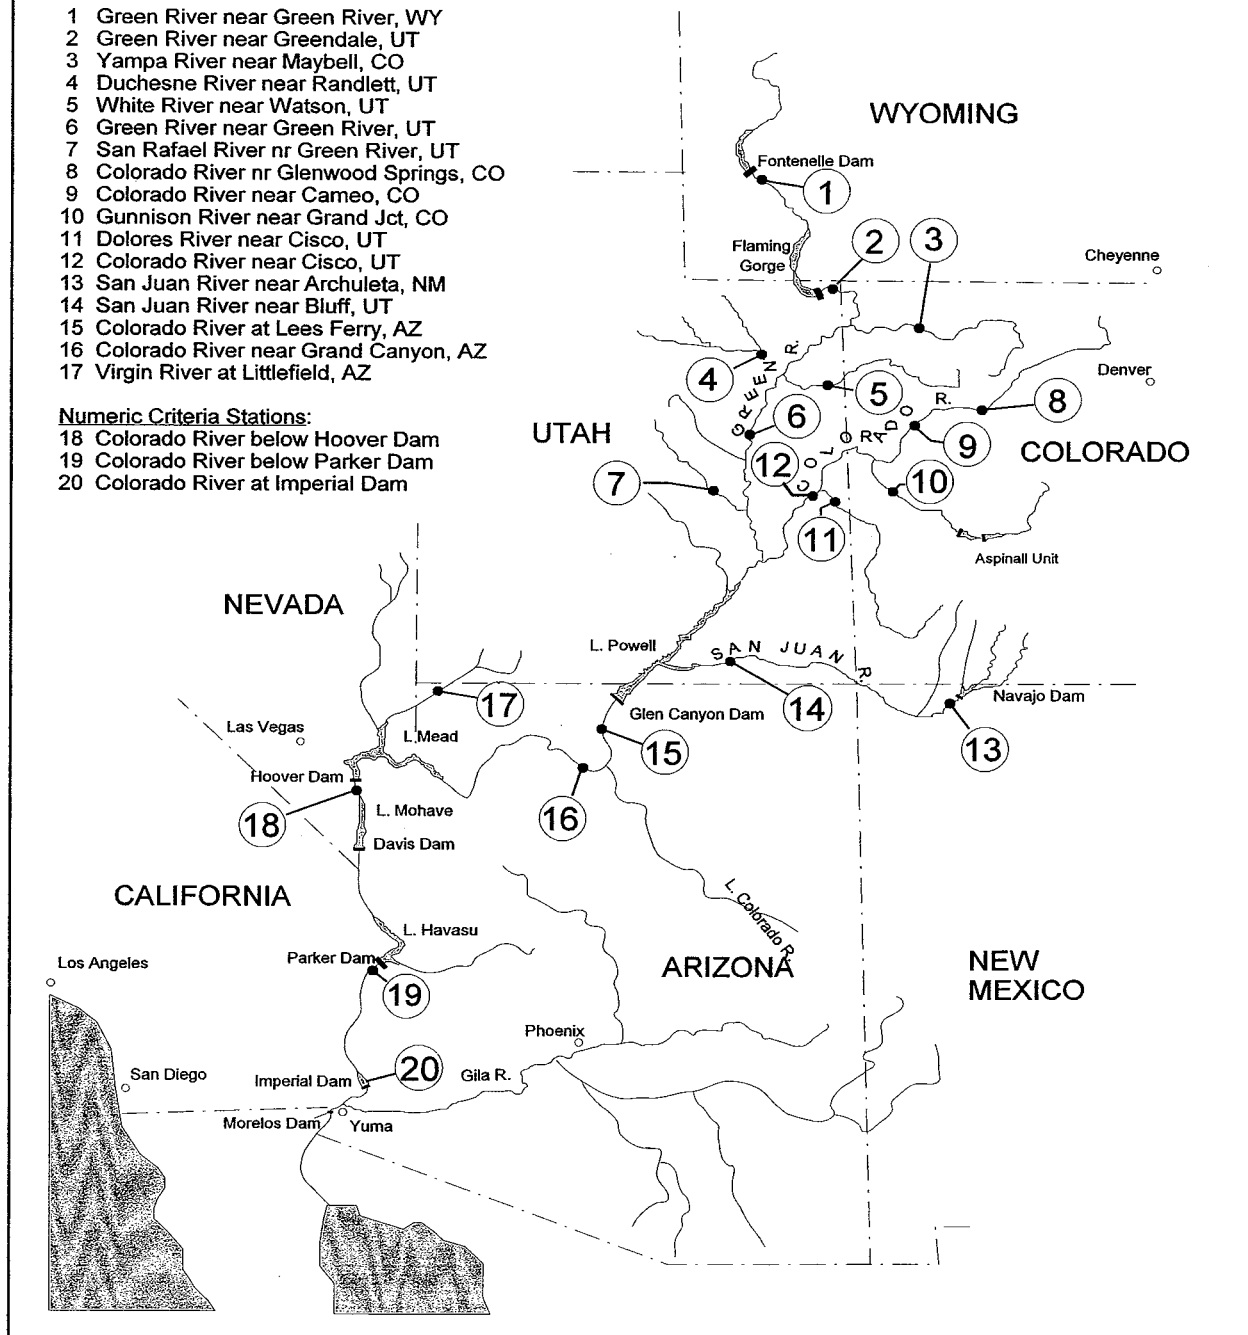 1 Green River near Green River, WY
2 Green River near Greendale, UT
3 Yampa River near Maybell, CO
4 Duchesne River near Randlett, UT
5 White River near Watson, UT
6 Green River near Green River, UT
7 San Rafael River nr Green River, UT
8 Colorado River nr Glenwood Springs, CO
9 Colorado River near Cameo, CO
10 Gunnison River near Grand Jct, CO
11 Dolores River near Cisco, UT
12 Colorado River near Cisco, UT
13 San Juan River near Archuleta, NM
14 San Juan River near Bluff, UT
15 Colorado River at Lees Ferry, AZ
16 Colorado River near Grand Canyon, AZ
17 Virgin River at Littlefield, AZ
Numeric Criteria Stations:
18 Colorado River below Hoover Dam
19 Colorado River below Parker Dam
20 Colorado River at Imperial Dam
WYOMING
Fontenelle Dam
1
2
3
Flaming
Gorge
Cheyenne
GREEN R.
4
5
Denver
8
COLORADO R.
6
UTAH
9
COLORADO
12
7
10
11
Aspinall Unit
NEVADA
L. Powell
SAN JUAN R.
17
Glen Canyon Dam
14
Navajo Dam
Las Vegas
L.Mead
15
13
Hoover Dam
18
L. Mohave
16
Davis Dam
CALIFORNIA
L. Colorado R.
L. Havasu
Parker Dam
Los Angeles
ARIZONA
NEW
MEXICO
19
Phoenix
San Diego
Imperial Dam
20
Gila R.
Morelos Dam
Yuma